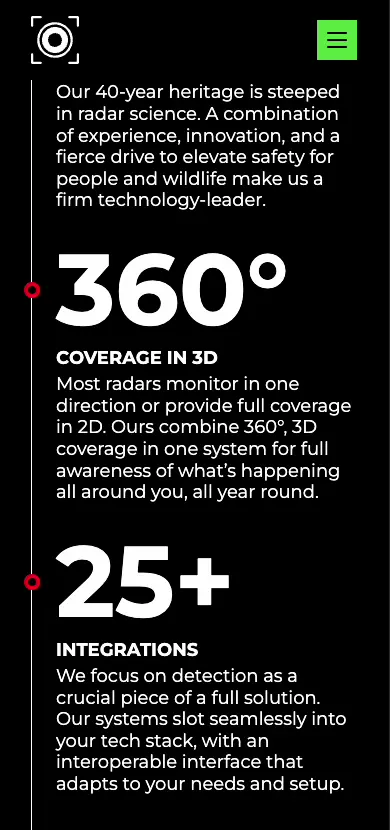 Our 40-year heritage is steeped
in radar science. A combination
of experience, innovation, and a
fierce drive to elevate safety for
people and wildlife make us a
firm technology-leader.
360°
COVERAGE IN 3D
Most radars monitor in one
direction or provide full coverage
in 2D. Ours combine 360º, 3D
coverage in one system for full
awareness of what’s happening
all around you, all year round.
25+
INTEGRATIONS
We focus on detection as a
crucial piece of a full solution.
Our systems slot seamlessly into
your tech stack, with an
interoperable interface that
adapts to your needs and setup.